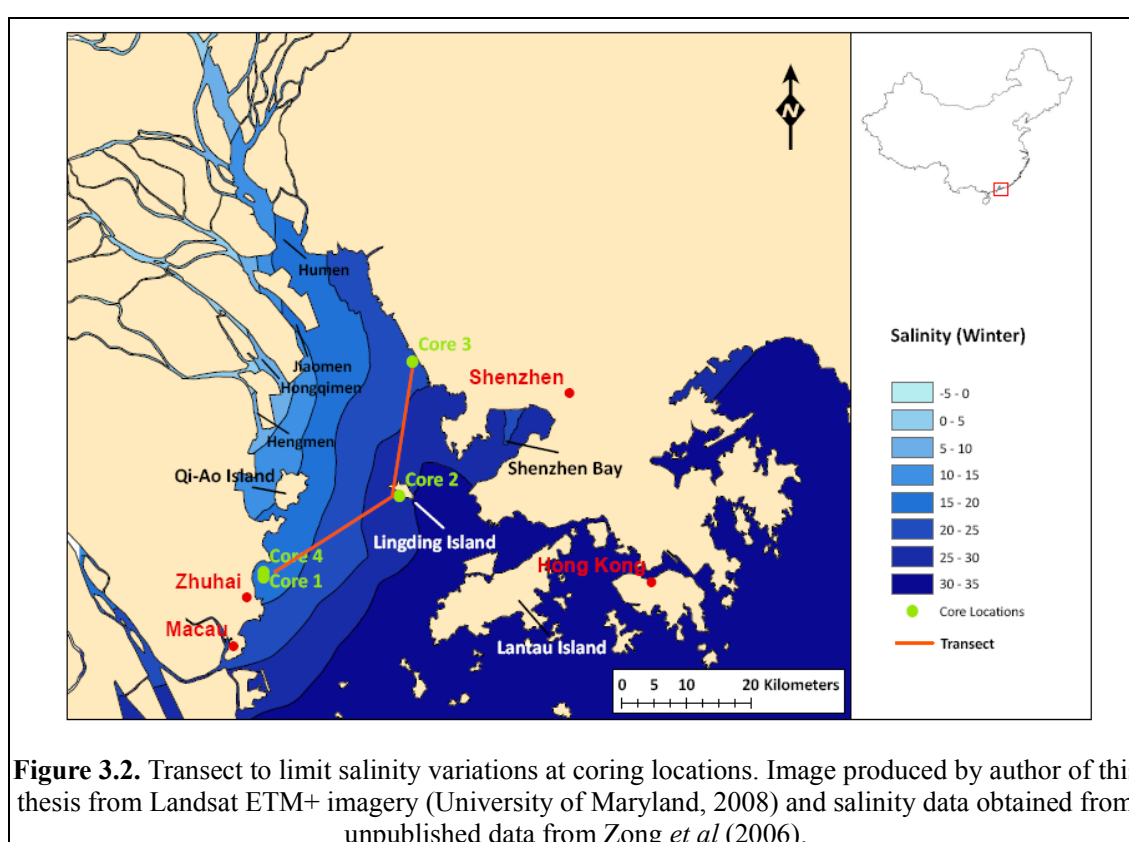 N
Humen
Core 3
Jiaomen
Hongqimen
Shenzhen
Hengmen
Shenzhen Bay
Qi-Ao Island
Core 2
Lingding Island
Core 4
Core 1
Zhuhai
Hong Kong
Macau
Lantau Island
0 5 10 20 Kilometers
Salinity (Winter)
-5 - 0
0 - 5
5 - 10
10 - 15
15 - 20
20 - 25
25 - 30
30 - 35
Core Locations
Transect
Figure 3.2. Transect to limit salinity variations at coring locations. Image produced by author of this
thesis from Landsat ETM+ imagery (University of Maryland, 2008) and salinity data obtained from
unpublished data from Zong et al (2006).